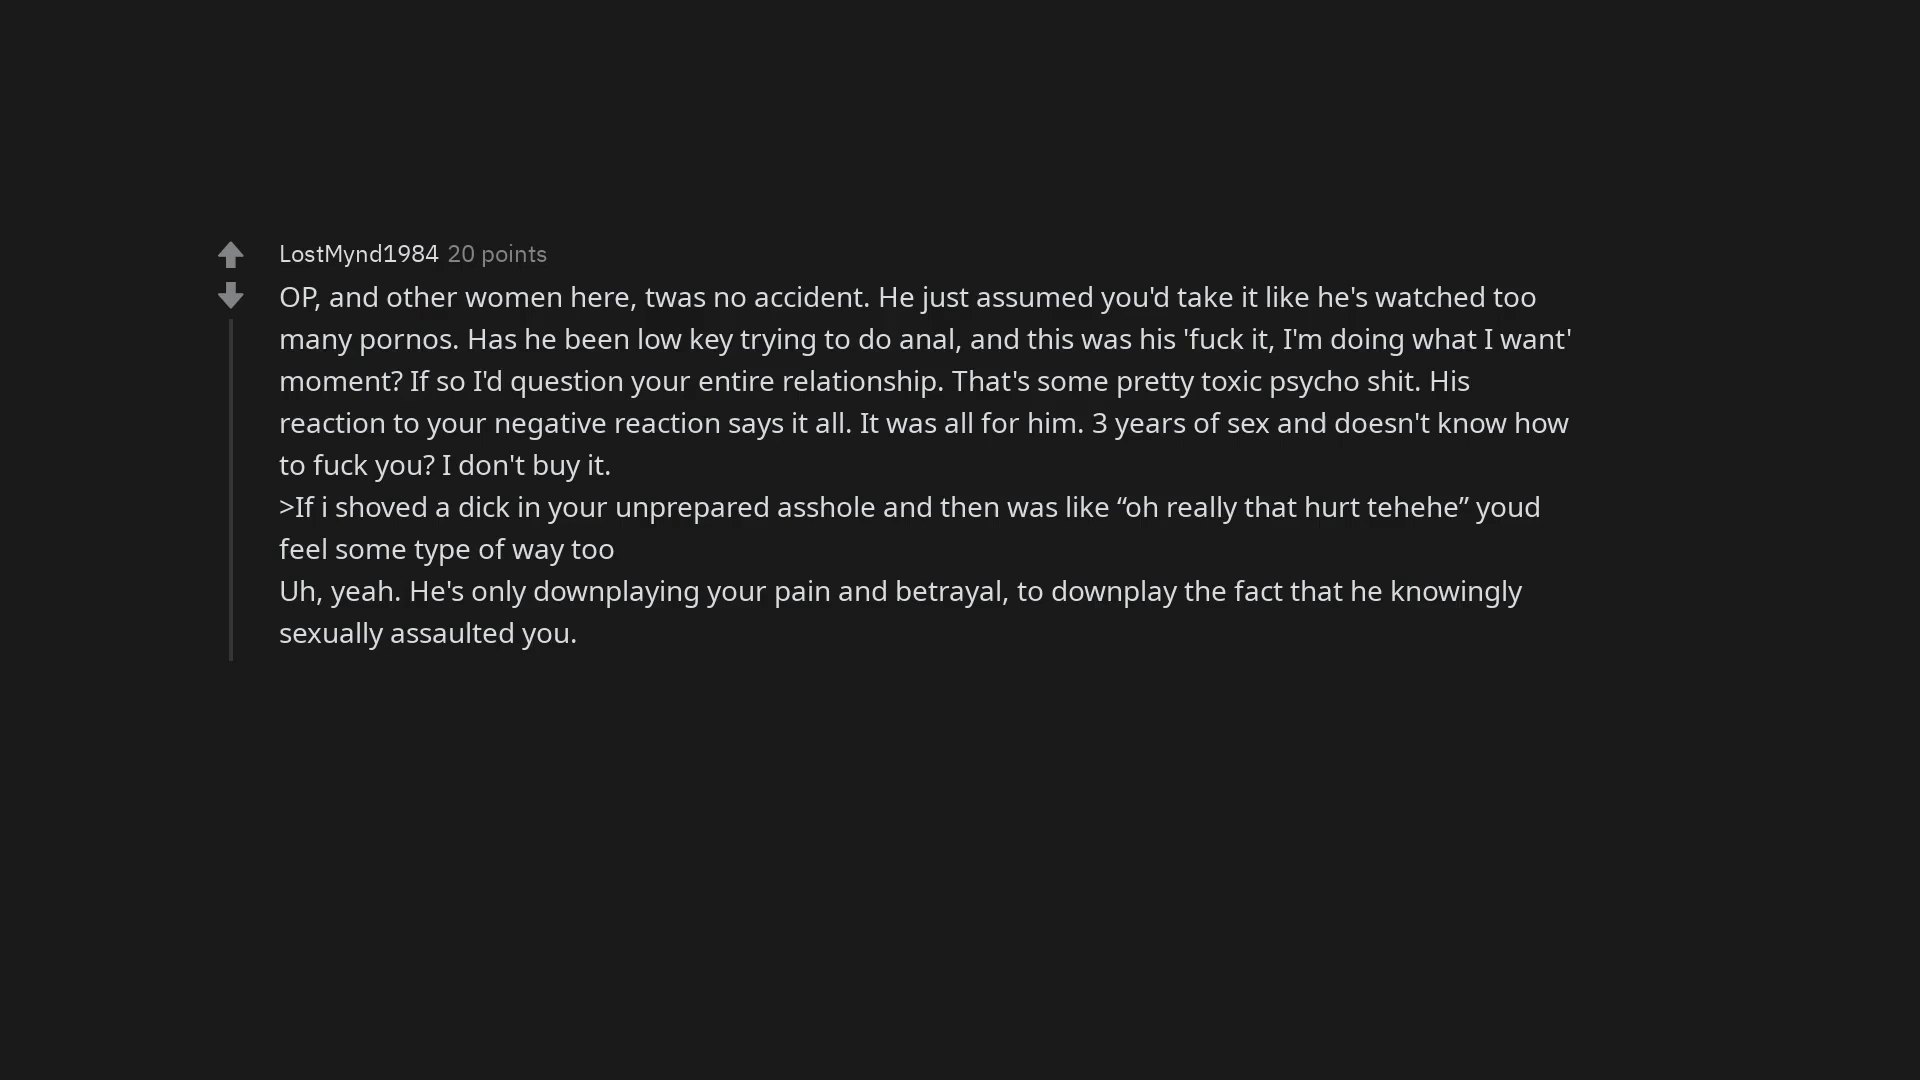 LostMynd1984 20 points
OP, and other women here, twas no accident. He just assumed you'd take it like he's watched too
many pornos. Has he been low key trying to do anal, and this was his 'fuck it, I'm doing what I want'
moment? If so I'd question your entire relationship. That's some pretty toxic psycho shit. His
reaction to your negative reaction says it all. It was all for him. 3 years of sex and doesn't know how
to fuck you? I don't buy it.
>If i shoved a dick in your unprepared asshole and then was like “oh really that hurt tehehe” youd
feel some type of way too
Uh, yeah. He's only downplaying your pain and betrayal, to downplay the fact that he knowingly
sexually assaulted you.